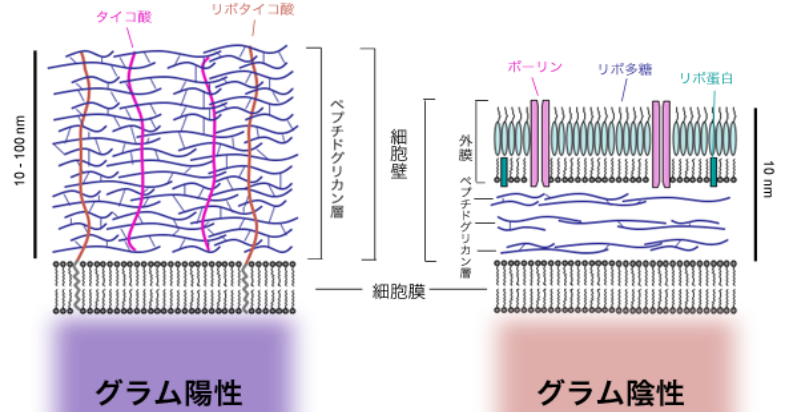 タイコ酸
リポタイコ酸
10 - 100 nm
ペプチドグリカン層
細胞壁
細胞膜
グラム陽性
ポーリン
リポ多糖
リポ蛋白
外膜
ペプチドグリカン層
10 nm
グラム陰性